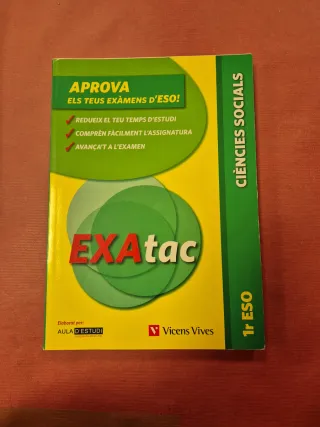 APROVA
ELS TEUS EXÀMENS D'ESO!
REDUEIX EL TEU TEMPS D'ESTUDI
COMPRÈN FÀCILMENT L'ASSIGNATURA
AVANÇA'T A L'EXAMEN
CIÈNCIES SOCIALS
EXAtac
1r ESO
Elaborat per:
AULA D'ESTUDI
Vicens Vives